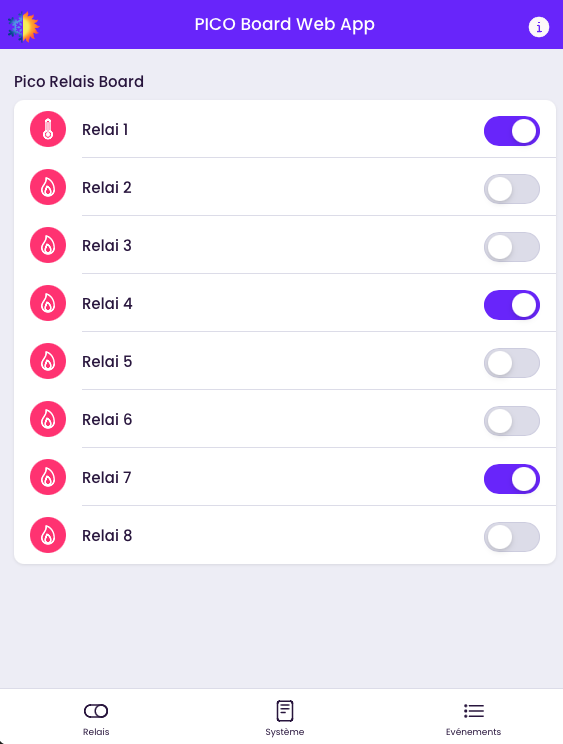 PICO Board Web App
i
Pico Relais Board
Relai 1
Relai 2
Relai 3
Relai 4
Relai 5
Relai 6
Relai 7
Relai 8
Relais
Système
Evénements